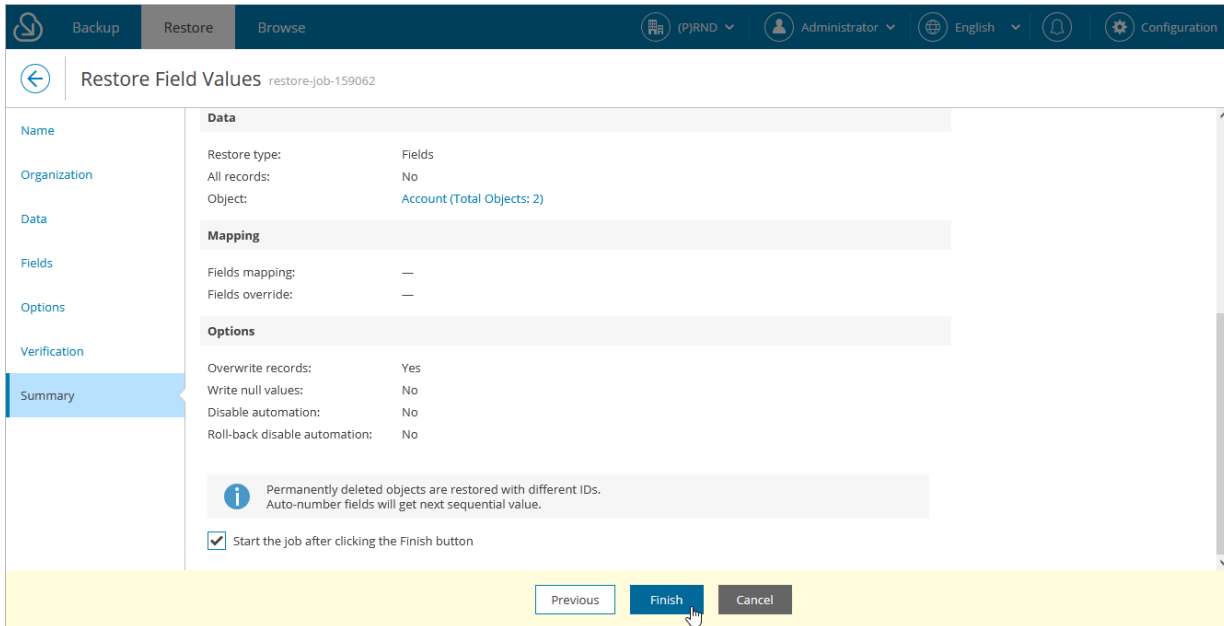 Backup Restore Browse (P)RND Administrator English Configuration
Restore Field Values restore-job-159062
Name
Organization
Data
Fields
Options
Verification
Summary
Data
Restore type: Fields
All records: No
Object: Account (Total Objects: 2)
Mapping
Fields mapping: —
Fields override: —
Options
Overwrite records: Yes
Write null values: No
Disable automation: No
Roll-back disable automation: No
Permanently deleted objects are restored with different IDs.
Auto-number fields will get next sequential value.
Start the job after clicking the Finish button
Previous Finish Cancel